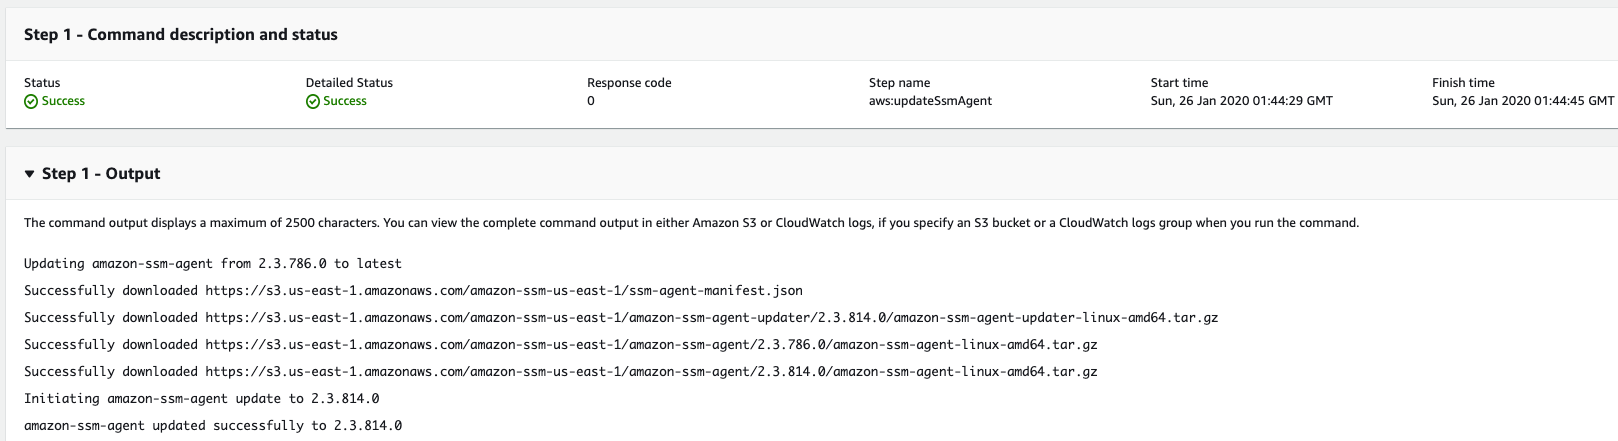 Step 1 - Command description and status
Status
Success
Detailed Status
Success
Response code
0
Step name
aws:updateSsmAgent
Start time
Sun, 26 Jan 2020 01:44:29 GMT
Finish time
Sun, 26 Jan 2020 01:44:45 GMT
Step 1 - Output
The command output displays a maximum of 2500 characters. You can view the complete command output in either Amazon S3 or CloudWatch logs, if you specify an S3 bucket or a CloudWatch logs group when you run the command.
Updating amazon-ssm-agent from 2.3.786.0 to latest
Successfully downloaded https://s3.us-east-1.amazonaws.com/amazon-ssm-us-east-1/ssm-agent-manifest.json
Successfully downloaded https://s3.us-east-1.amazonaws.com/amazon-ssm-us-east-1/amazon-ssm-agent-updater/2.3.814.0/amazon-ssm-agent-updater-linux-amd64.tar.gz
Successfully downloaded https://s3.us-east-1.amazonaws.com/amazon-ssm-us-east-1/amazon-ssm-agent/2.3.786.0/amazon-ssm-agent-linux-amd64.tar.gz
Successfully downloaded https://s3.us-east-1.amazonaws.com/amazon-ssm-us-east-1/amazon-ssm-agent/2.3.814.0/amazon-ssm-agent-linux-amd64.tar.gz
Initiating amazon-ssm-agent update to 2.3.814.0
amazon-ssm-agent updated successfully to 2.3.814.0